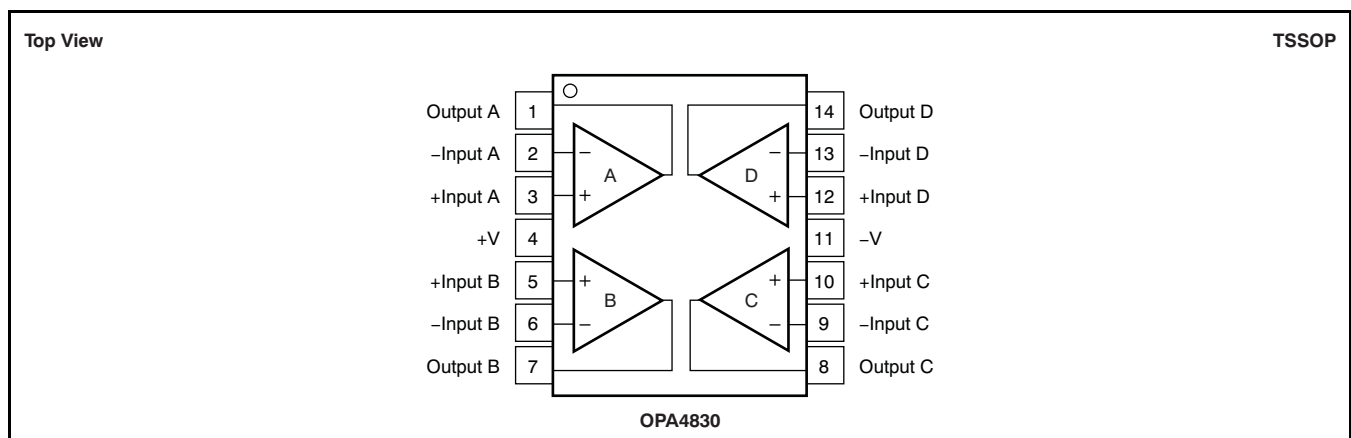 Top View TSSOP
Output A 1 14 Output D
−Input A 2 − − 13 −Input D
A D
+Input A 3 + + 12 +Input D
+V 4 11 −V
+Input B 5 + + 10 +Input C
B C
−Input B 6 − − 9 −Input C
Output B 7 8 Output C
OPA4830